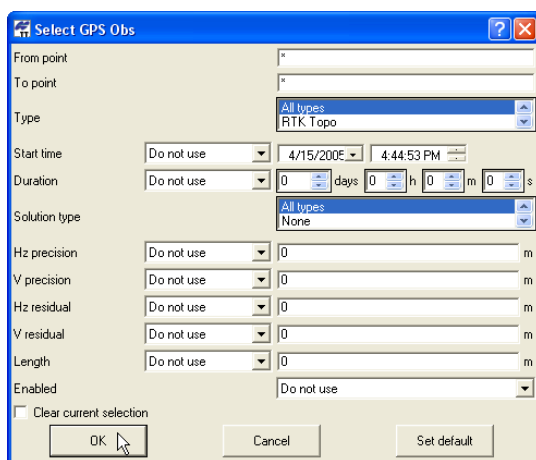 Select GPS Obs
From point *
To point *
Type All types
RTK Topo
Start time Do not use 4/15/2005 4:44:53 PM
Duration Do not use 0 days 0 h 0 m 0 s
Solution type All types
None
Hz precision Do not use 0 m
V precision Do not use 0 m
Hz residual Do not use 0 m
V residual Do not use 0 m
Length Do not use 0 m
Enabled Do not use
Clear current selection
OK Cancel Set default